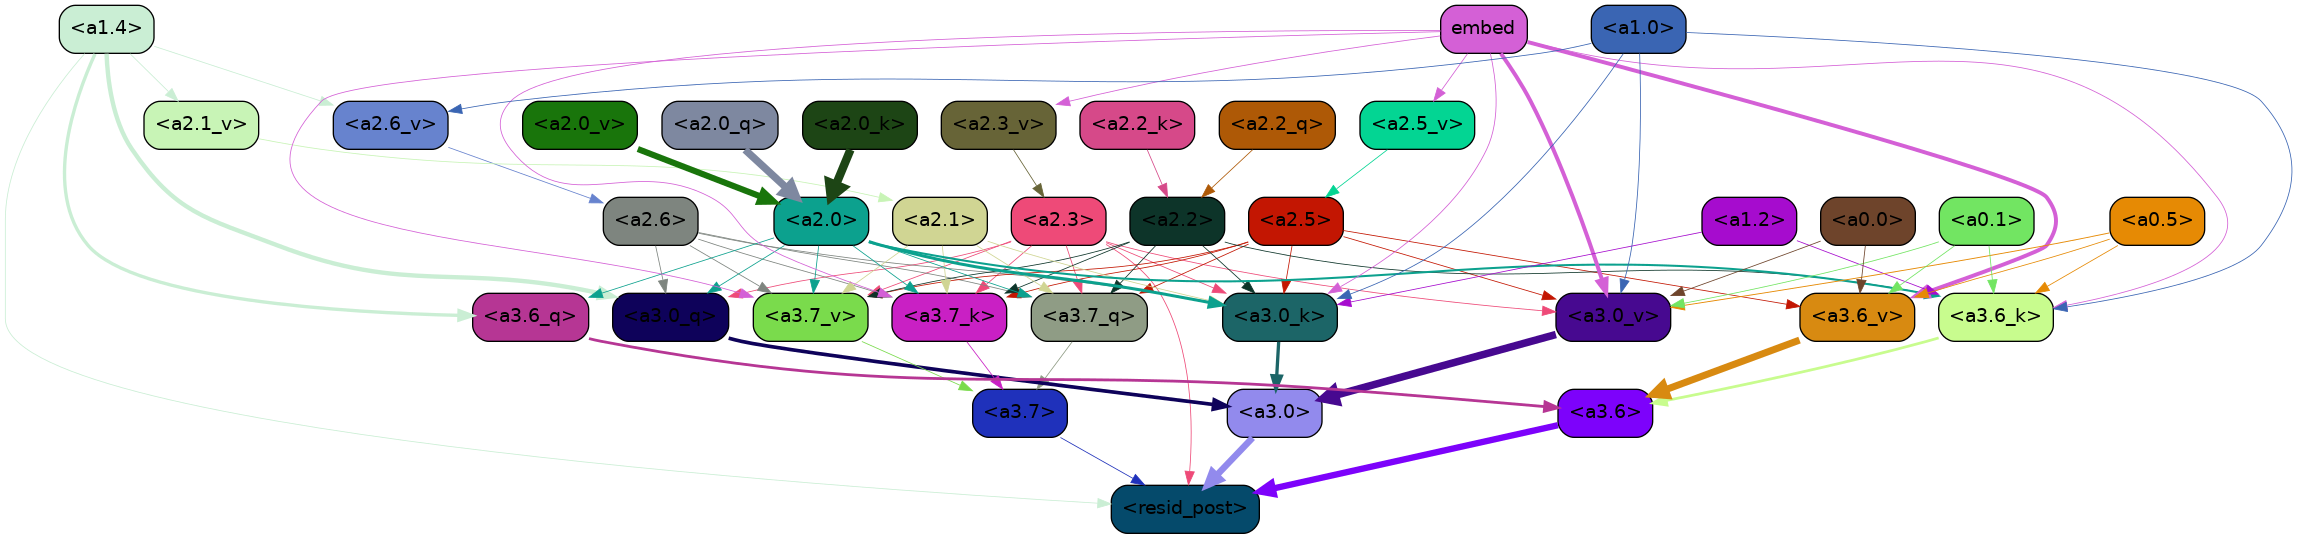 <a1.4>
embed
<a1.0>
<a2.1_v>
<a2.6_v>
<a2.0_v>
<a2.0_q>
<a2.0_k>
<a2.3_v>
<a2.2_k>
<a2.2_q>
<a2.5_v>
<a2.6>
<a2.0>
<a2.1>
<a2.3>
<a2.2>
<a2.5>
<a1.2>
<a0.0>
<a0.1>
<a0.5>
<a3.6_q>
<a3.0_q>
<a3.7_v>
<a3.7_k>
<a3.7_q>
<a3.0_k>
<a3.0_v>
<a3.6_v>
<a3.6_k>
<a3.7>
<a3.0>
<a3.6>
<resid_post>